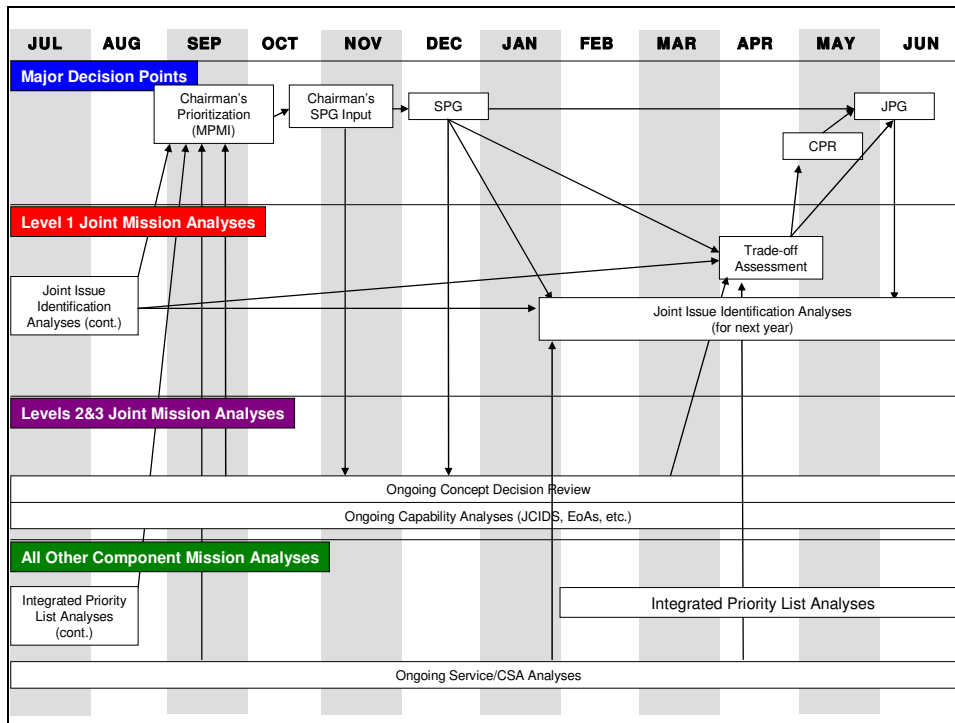 JUL AUG SEP OCT NOV DEC JAN FEB MAR APR MAY JUN
Major Decision Points
Chairman's
Prioritization
(MPMI)
Chairman's
SPG Input
SPG
JPG
CPR
Level 1 Joint Mission Analyses
Trade-off
Assessment
Joint Issue
Identification
Analyses (cont.)
Joint Issue Identification Analyses
(for next year)
Levels 2&3 Joint Mission Analyses
Ongoing Concept Decision Review
Ongoing Capability Analyses (JCIDS, EoAs, etc.)
All Other Component Mission Analyses
Integrated Priority
List Analyses
(cont.)
Integrated Priority List Analyses
Ongoing Service/CSA Analyses